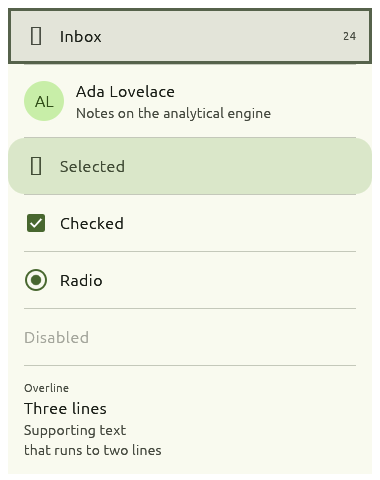 Inbox
24
AL
Ada Lovelace
Notes on the analytical engine
Selected
Checked
Radio
Disabled
Overline
Three lines
Supporting text
that runs to two lines